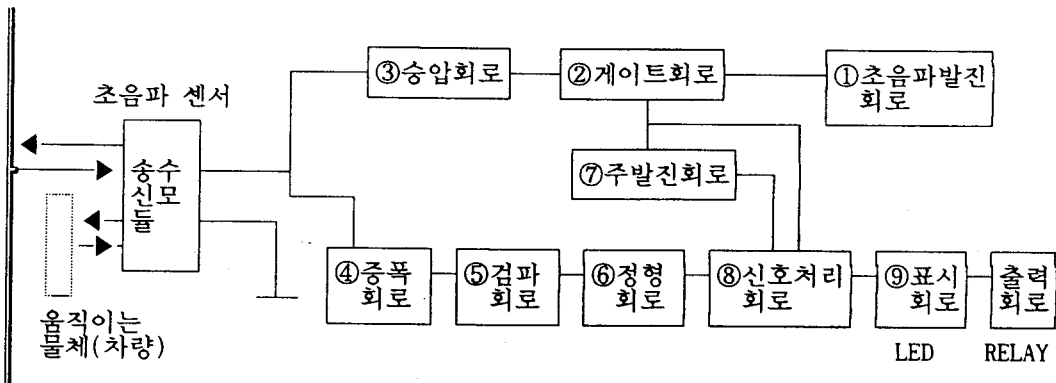 ③승압회로
②게이트회로
①초음파발진
회로
초음파 센서
송수
신모
듈
⑦주발진회로
④증폭
회로
⑤검파
회로
⑥정형
회로
⑧신호처리
회로
⑨표시
회로
출력
회로
움직이는
물체(차량)
LED
RELAY